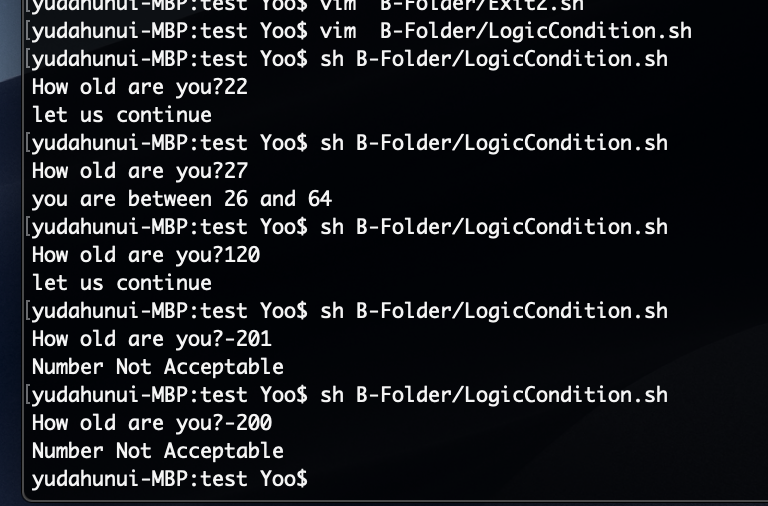 [yudahunui-MBP:test Yoo$ vim  B-Folder/Exit2.sh
[yudahunui-MBP:test Yoo$ vim  B-Folder/LogicCondition.sh
[yudahunui-MBP:test Yoo$ sh B-Folder/LogicCondition.sh
How old are you?22
let us continue
[yudahunui-MBP:test Yoo$ sh B-Folder/LogicCondition.sh
How old are you?27
you are between 26 and 64
[yudahunui-MBP:test Yoo$ sh B-Folder/LogicCondition.sh
How old are you?120
let us continue
[yudahunui-MBP:test Yoo$ sh B-Folder/LogicCondition.sh
How old are you?-201
Number Not Acceptable
[yudahunui-MBP:test Yoo$ sh B-Folder/LogicCondition.sh
How old are you?-200
Number Not Acceptable
yudahunui-MBP:test Yoo$